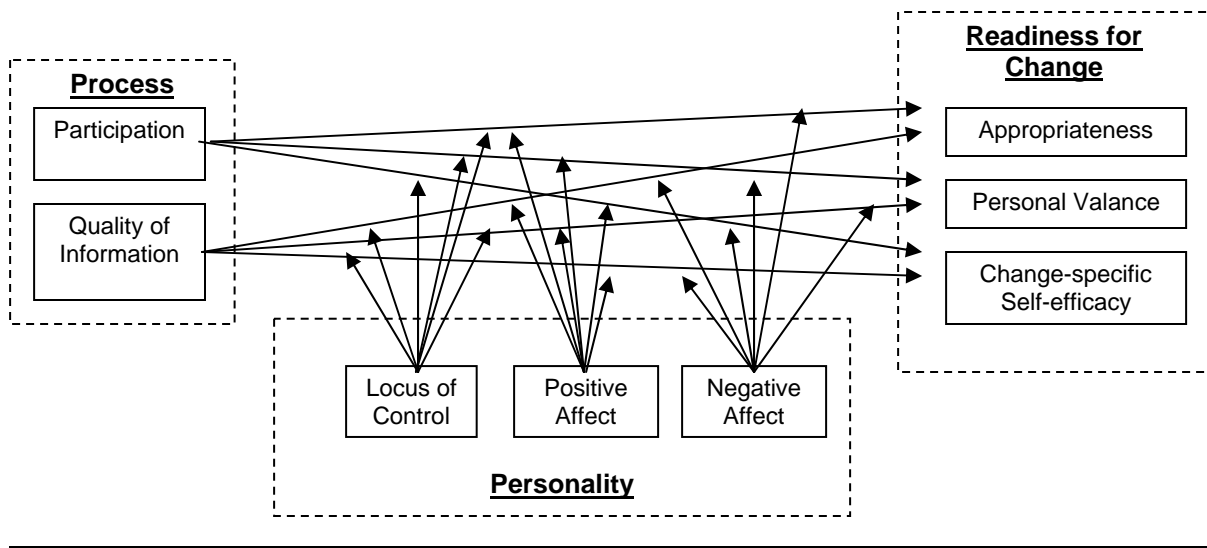 Process
Participation
Quality of
Information
Readiness for
Change
Appropriateness
Personal Valance
Change-specific
Self-efficacy
Locus of
Control
Positive
Affect
Negative
Affect
Personality